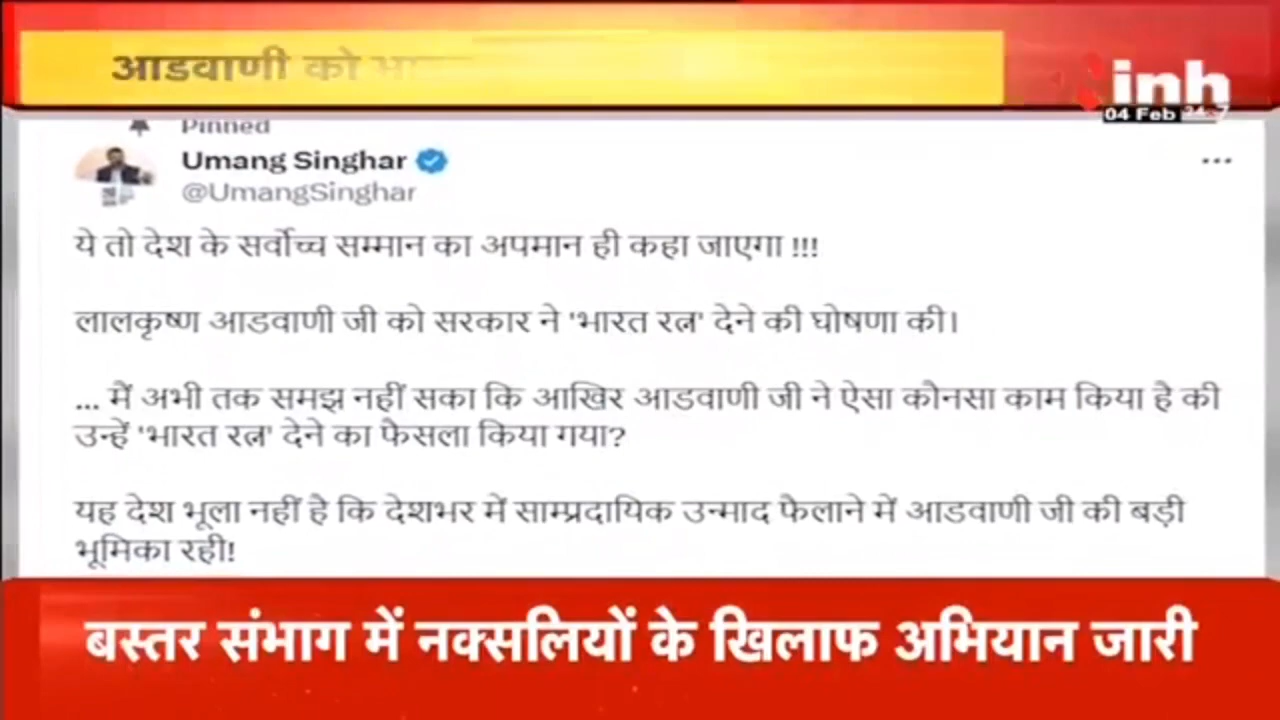 आडवाणी को
inh
04 Feb 24x7
Pinned
Umang Singhar
@UmangSinghar
...
ये तो देश के सर्वोच्च सम्मान का अपमान ही कहा जाएगा !!!
लालकृष्ण आडवाणी जी को सरकार ने 'भारत रत्न' देने की घोषणा की।
... मैं अभी तक समझ नहीं सका कि आखिर आडवाणी जी ने ऐसा कौनसा काम किया है की
उन्हें 'भारत रत्न' देने का फैसला किया गया?
यह देश भूला नहीं है कि देशभर में साम्प्रदायिक उन्माद फैलाने में आडवाणी जी की बड़ी
भूमिका रही!
बस्तर संभाग में नक्सलियों के खिलाफ अभियान जारी